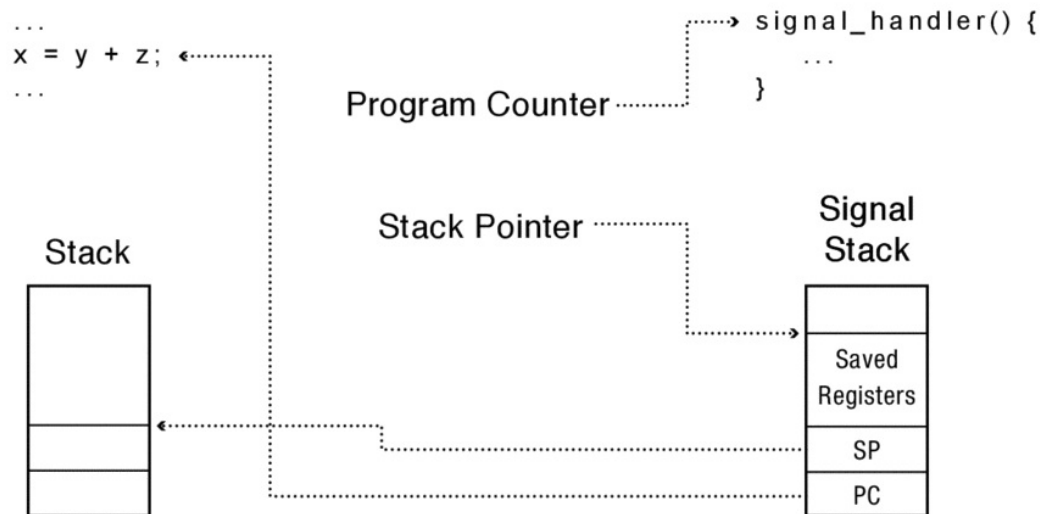 ...
x = y + z;
...
signal_handler() {
...
}
Program Counter
Stack Pointer
Stack
Signal
Stack
Saved
Registers
SP
PC